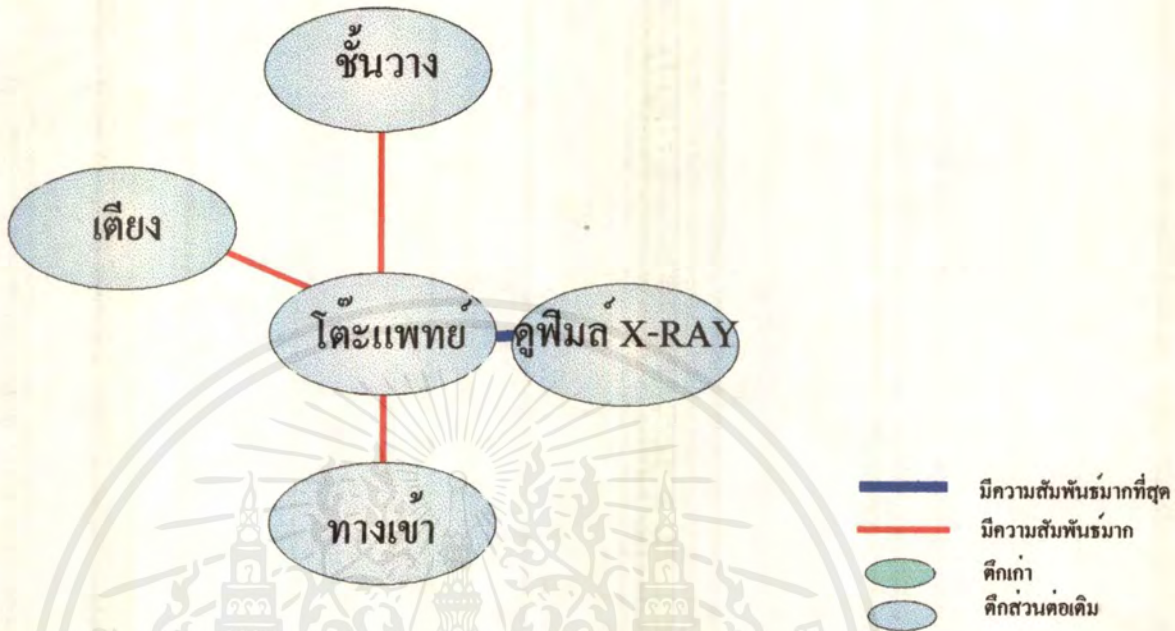 ชั้นวาง
เตียง
โต๊ะแพทย์
ดูฟิมล์ X-RAY
ทางเข้า
มีความสัมพันธ์มากที่สุด
มีความสัมพันธ์มาก
ตึกเก่า
ตึกส่วนต่อเติม